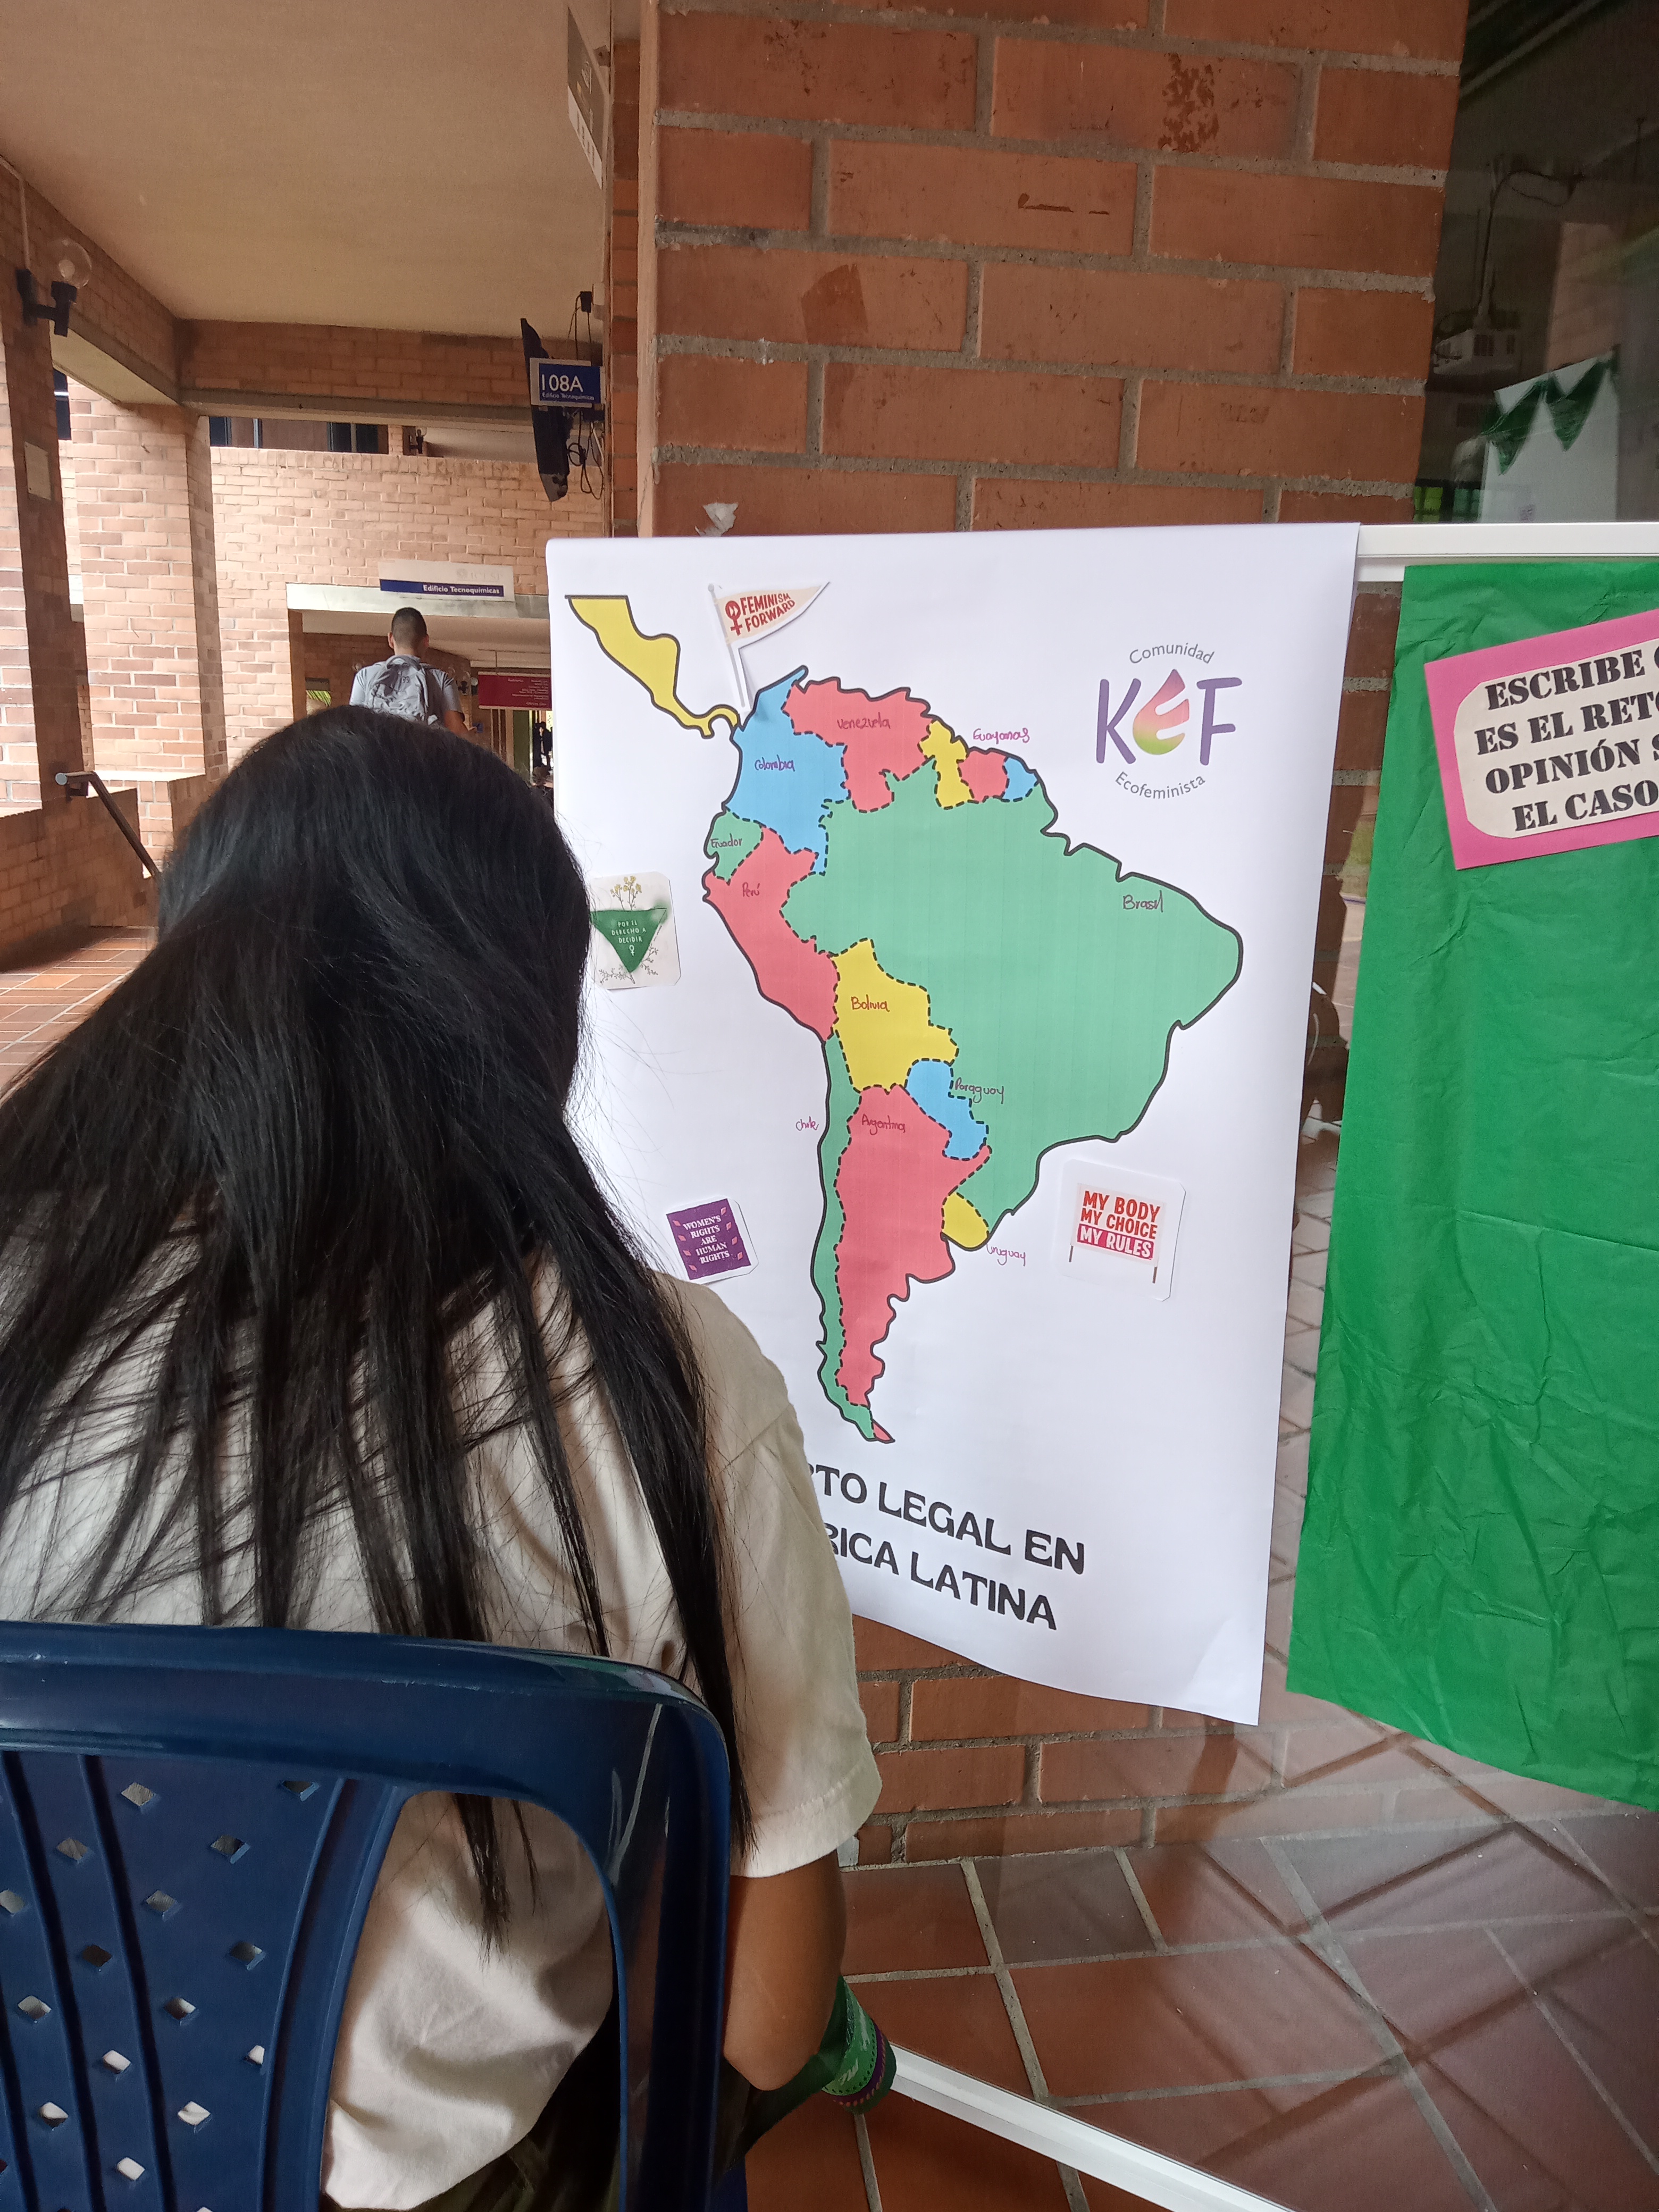 108A
Edificio Tecnoquímicas
Edificio Tecnoquímicas
FEMINISM
FORWARD
Comunidad
KEF
Ecofeminista
Venezuela
Guayanas
Colombia
Ecuador
Perú
Brasil
POR EL
DERECHO A
DECIDIR
Bolivia
Paraguay
Chile
Argentina
Uruguay
WOMEN'S
RIGHTS
ARE
HUMAN
RIGHTS
MY BODY
MY CHOICE
MY RULES
RTO LEGAL EN
RICA LATINA
ESCRIBE
ES EL RETO
OPINIÓN
EL CASO